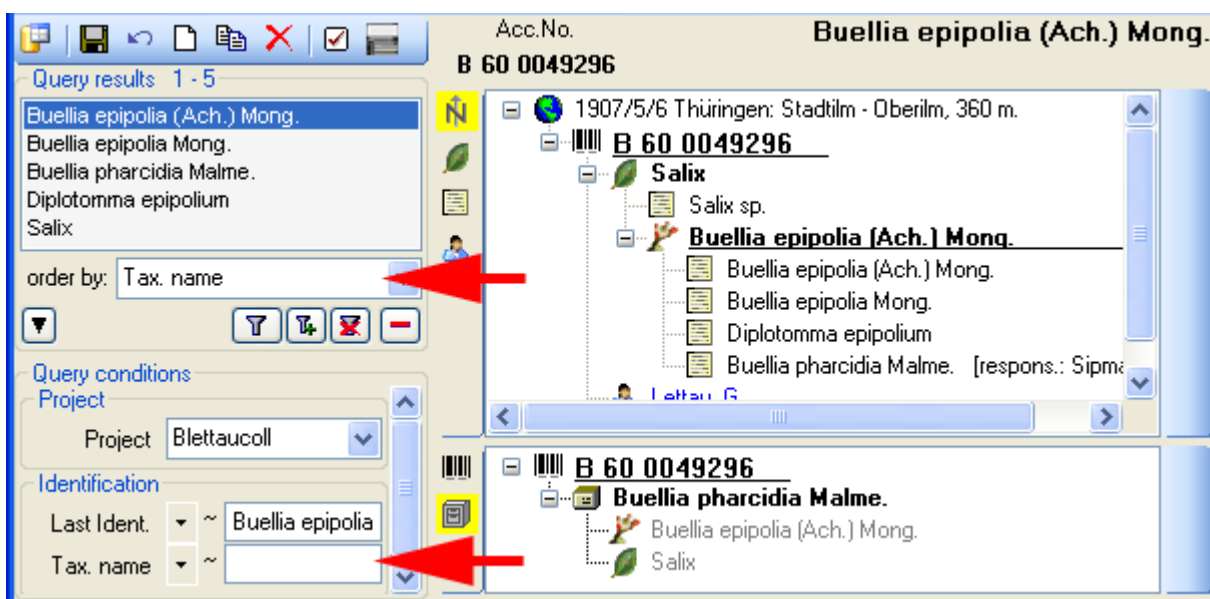 Query results 1 - 5
Buellia epipolia (Ach.) Mong.
Buellia epipolia Mong.
Buellia pharcidia Malme.
Diplotomma epipolium
Salix
order by: Tax. name
Query conditions
Project
Project Blettaucoll
Identification
Last Ident. ~ Buellia epipolia
Tax. name ~
Acc.No. Buellia epipolia (Ach.) Mong.
B 60 0049296
N
1907/5/6 Thüringen: Stadtilm - Oberilm, 360 m.
B 60 0049296
Salix
Salix sp.
Buellia epipolia (Ach.) Mong.
Buellia epipolia (Ach.) Mong.
Buellia epipolia Mong.
Diplotomma epipolium
Buellia pharcidia Malme. [respons.: Sipma
Lettau, G.
B 60 0049296
Buellia pharcidia Malme.
Buellia epipolia (Ach.) Mong.
Salix